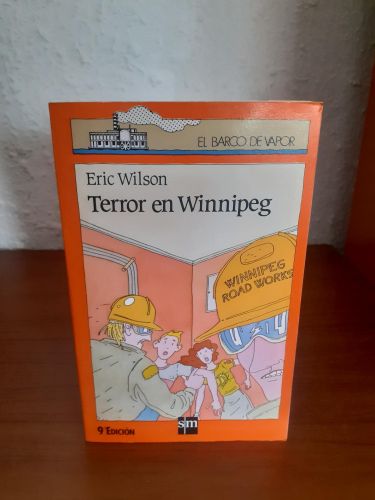 EL BARCO DE VAPOR
Eric Wilson
Terror en Winnipeg
WINNIPEG
ROAD WORKS
9ª EDICIÓN
sm